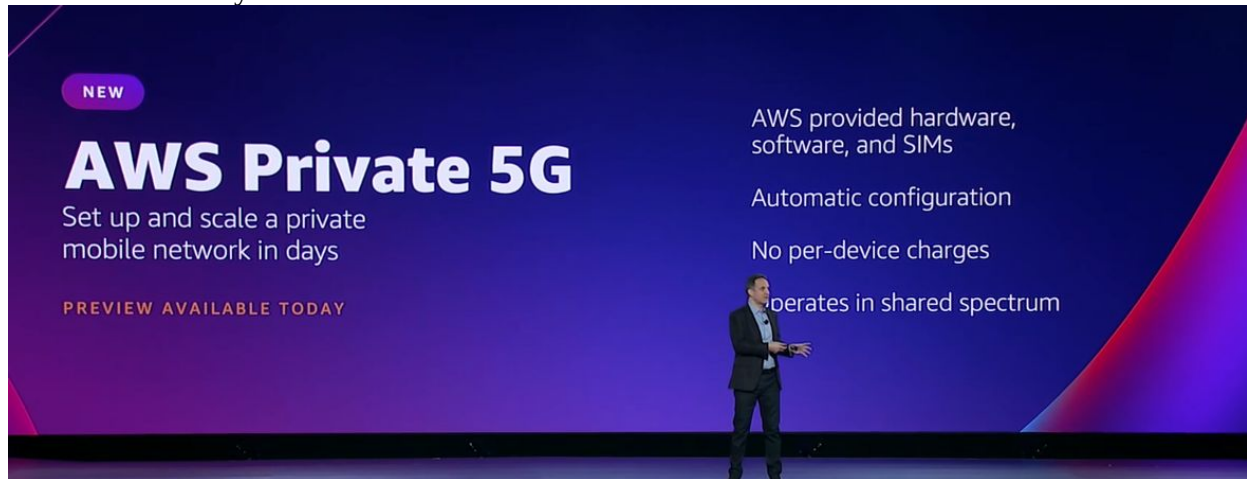 NEW
AWS Private 5G
Set up and scale a private
mobile network in days
PREVIEW AVAILABLE TODAY
AWS provided hardware,
software, and SIMs
Automatic configuration
No per-device charges
Operates in shared spectrum